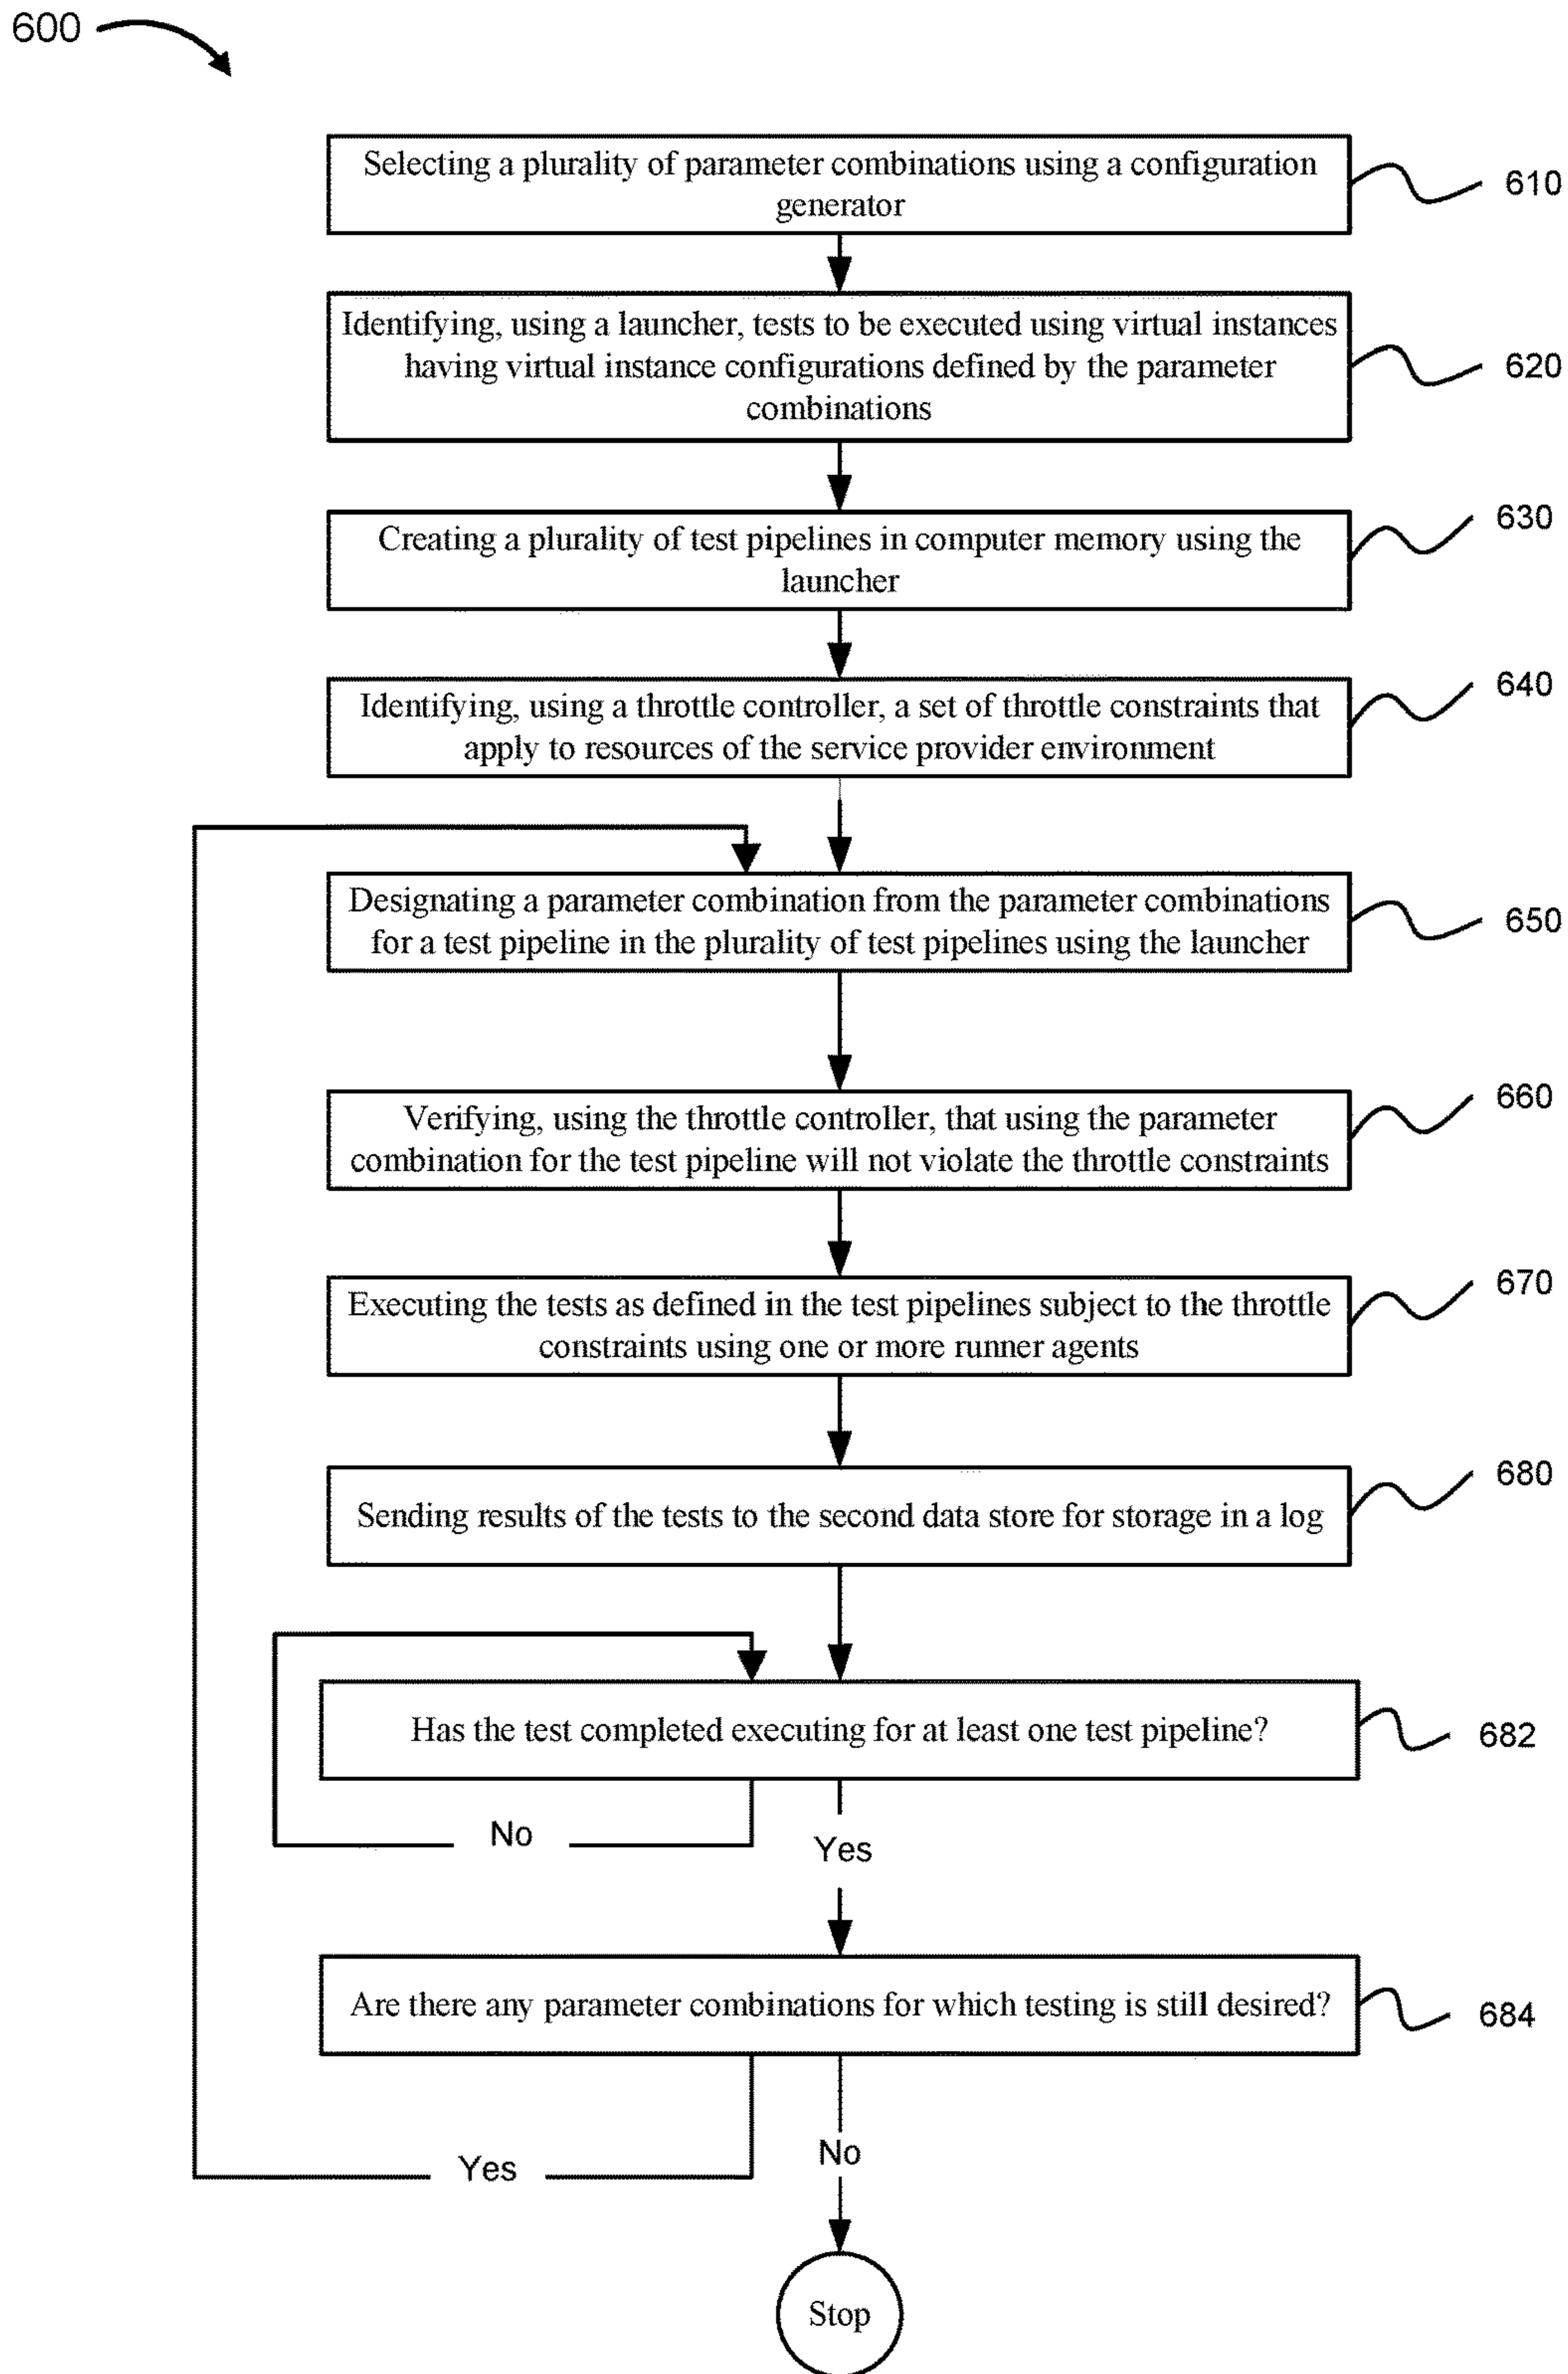 600
Selecting a plurality of parameter combinations using a configuration
generator
610
Identifying, using a launcher, tests to be executed using virtual instances
having virtual instance configurations defined by the parameter
combinations
620
Creating a plurality of test pipelines in computer memory using the
launcher
630
Identifying, using a throttle controller, a set of throttle constraints that
apply to resources of the service provider environment
640
Designating a parameter combination from the parameter combinations
for a test pipeline in the plurality of test pipelines using the launcher
650
Verifying, using the throttle controller, that using the parameter
combination for the test pipeline will not violate the throttle constraints
660
Executing the tests as defined in the test pipelines subject to the throttle
constraints using one or more runner agents
670
Sending results of the tests to the second data store for storage in a log
680
Has the test completed executing for at least one test pipeline?
682
No
Yes
Are there any parameter combinations for which testing is still desired?
684
Yes
No
Stop